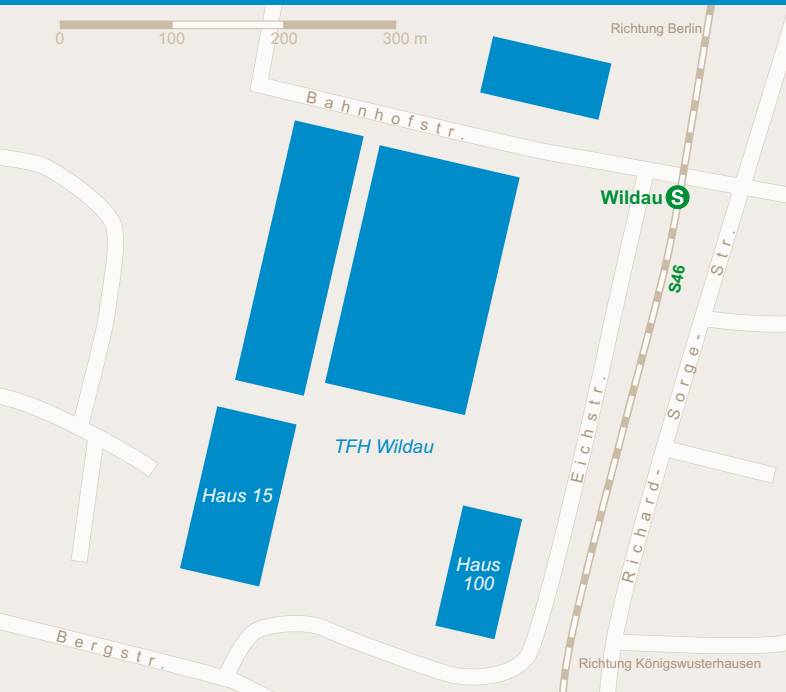 Richtung Berlin
0 100 200 300 m
Bahnhofstr.
Wildau S
S46
Richard-Sorge-Str.
Eichstr.
TFH Wildau
Haus 15
Haus
100
Bergstr.
Richtung Königswusterhausen